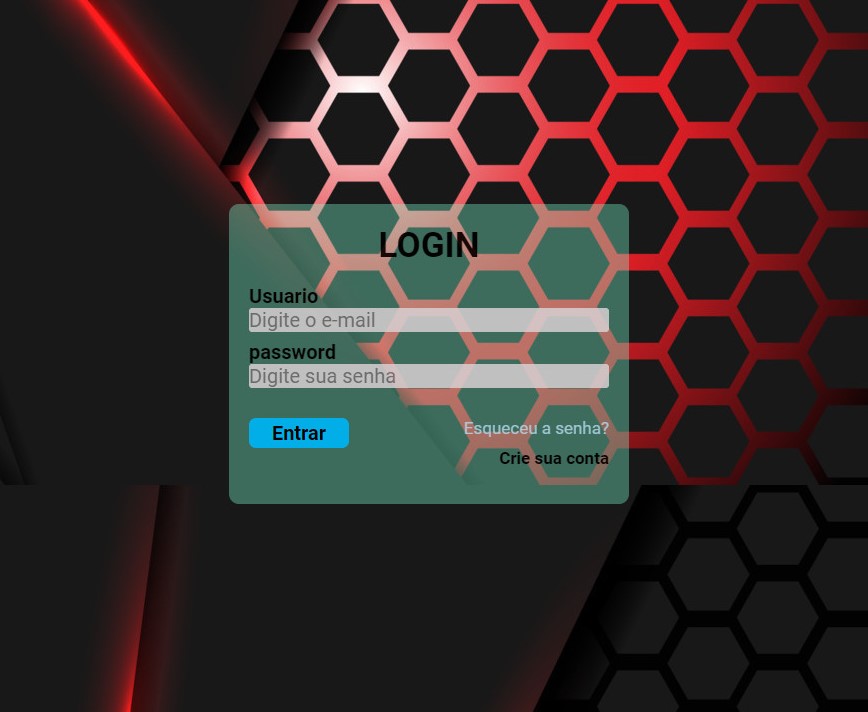 LOGIN
Usuario
Digite o e-mail
password
Digite sua senha
Entrar
Esqueceu a senha?
Crie sua conta